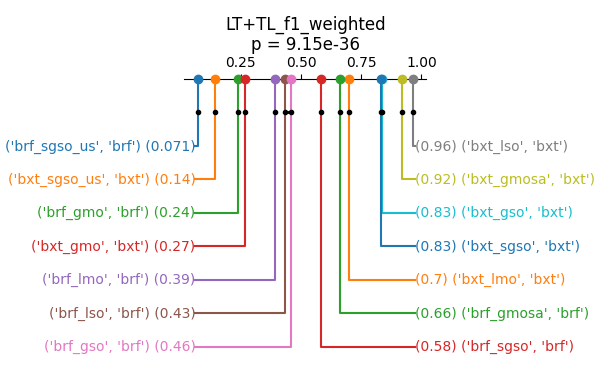 LT+TL_f1_weighted
p = 9.15e-36
0.25 0.50 0.75 1.00
('brf_sgso_us', 'brf') (0.071) (0.96) ('bxt_lso', 'bxt')
('bxt_sgso_us', 'bxt') (0.14) (0.92) ('bxt_gmosa', 'bxt')
('brf_gmo', 'brf') (0.24) (0.83) ('bxt_gso', 'bxt')
('bxt_gmo', 'bxt') (0.27) (0.83) ('bxt_sgso', 'bxt')
('brf_lmo', 'brf') (0.39) (0.7) ('bxt_lmo', 'bxt')
('brf_lso', 'brf') (0.43) (0.66) ('brf_gmosa', 'brf')
('brf_gso', 'brf') (0.46) (0.58) ('brf_sgso', 'brf')